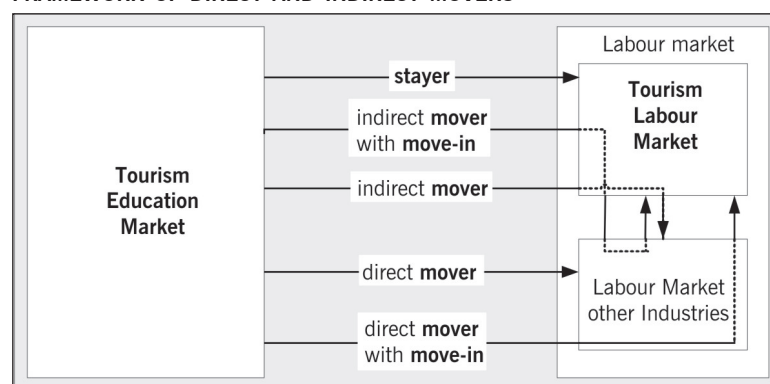 FRAMEWORK OF DIRECT AND INDIRECT MOVERS
Labour market
stayer
Tourism
Labour
Market
indirect mover
with move-in
Tourism
Education
Market
indirect mover
direct mover
Labour Market
other Industries
direct mover
with move-in